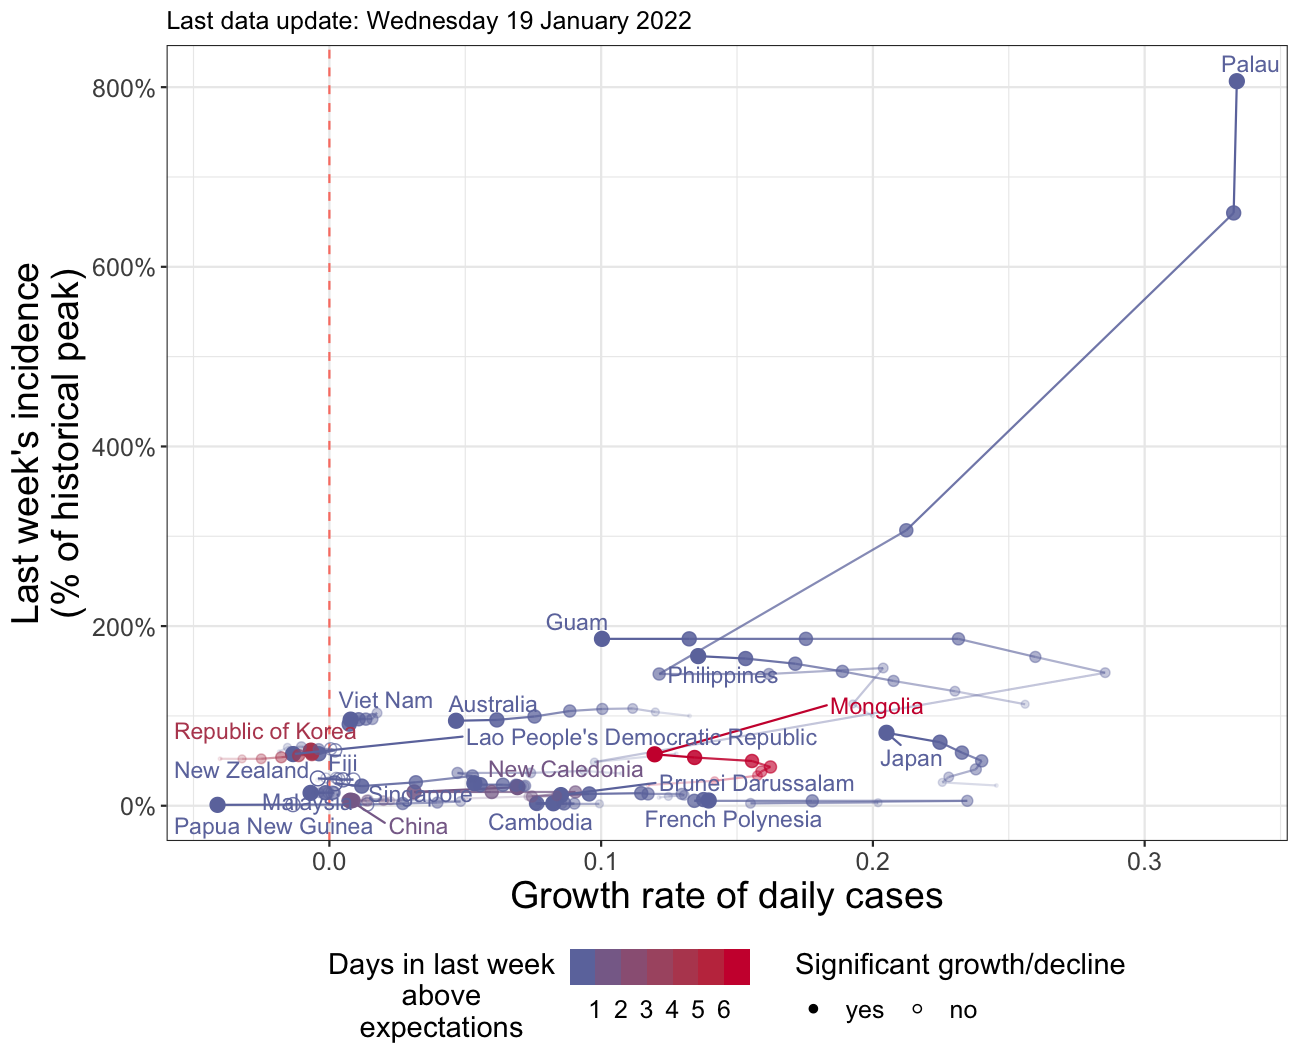 Last data update: Wednesday 19 January 2022
Last week's incidence
(% of historical peak)
800%
600%
400%
200%
0%
Palau
Guam
Philippines
Viet Nam
Australia
Mongolia
Republic of Korea
Lao People's Democratic Republic
Fiji
Japan
New Zealand
New Caledonia
Brunei Darussalam
Singapore
Malaysia
Papua New Guinea
China
Cambodia
French Polynesia
0.0
0.1
0.2
0.3
Growth rate of daily cases
Days in last week
above
expectations
1 2 3 4 5 6
Significant growth/decline
yes
no